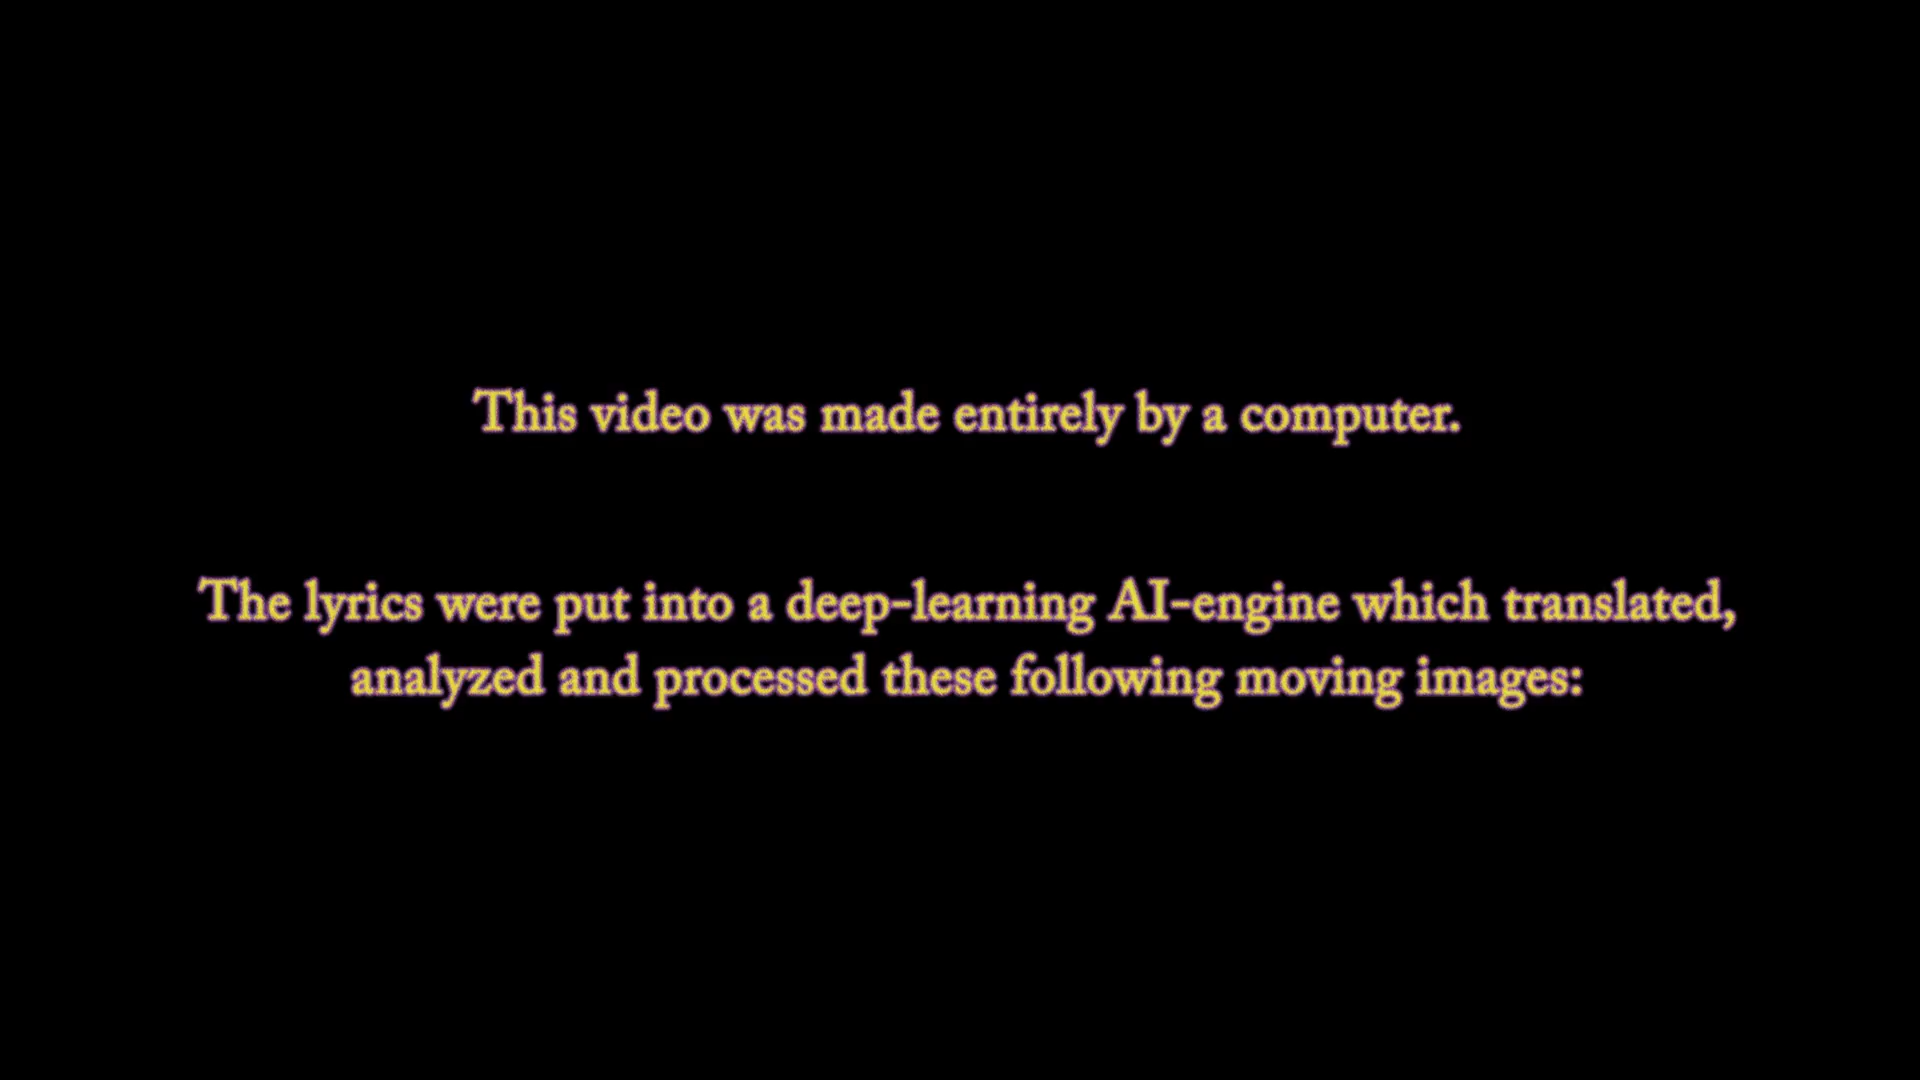 This video was made entirely by a computer.
The lyrics were put into a deep-learning AI-engine which translated,
analyzed and processed these following moving images: